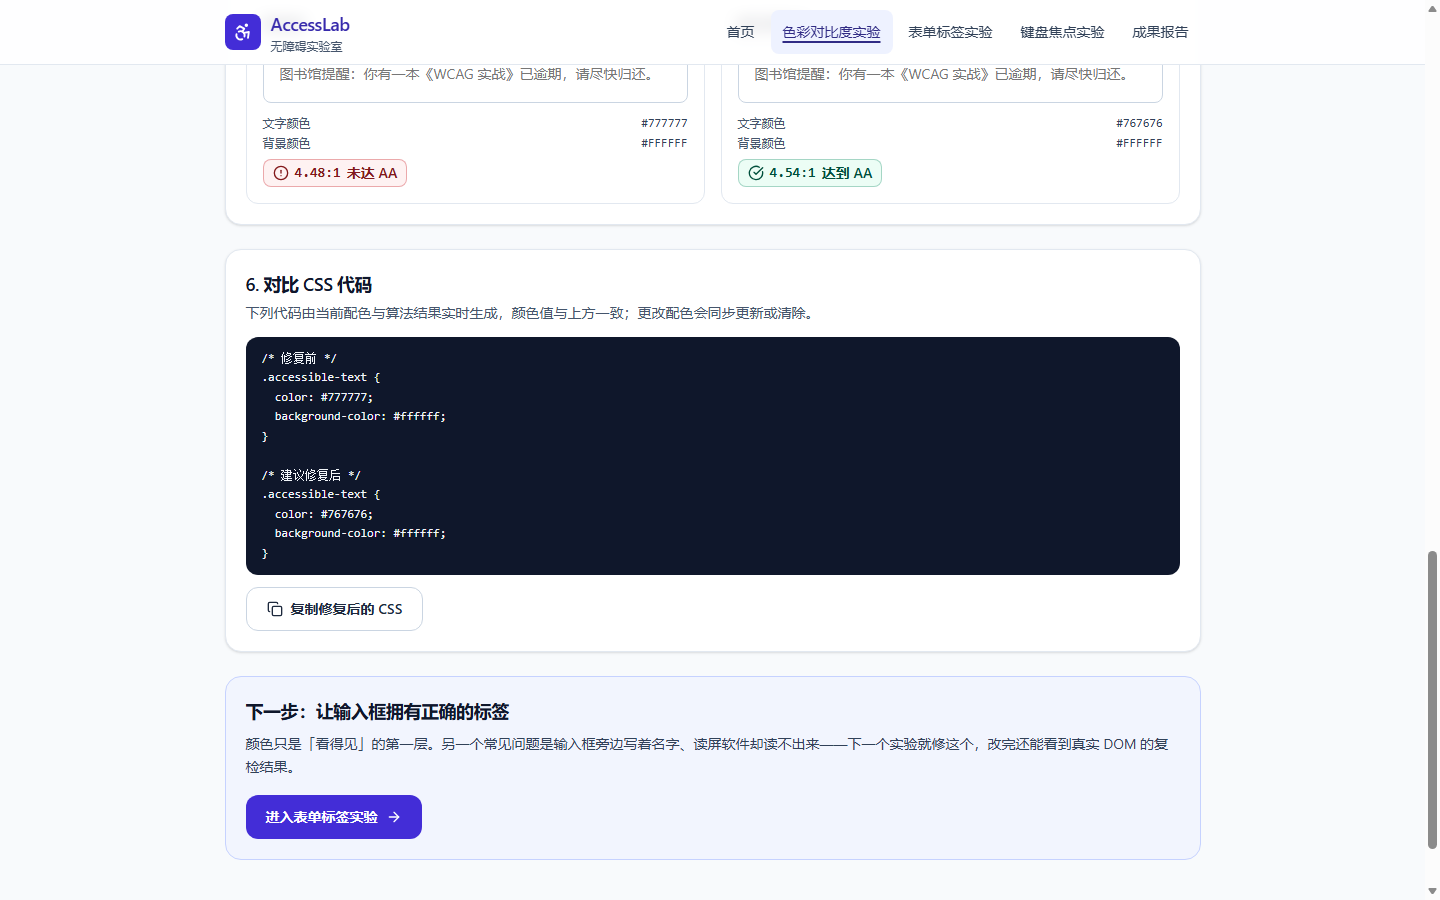 AccessLab
无障碍实验室
首页
色彩对比度实验
表单标签实验
键盘焦点实验
成果报告
图书馆提醒：你有一本《WCAG 实战》已逾期，请尽快归还。
文字颜色 #777777
背景颜色 #FFFFFF
4.48:1 未达 AA
图书馆提醒：你有一本《WCAG 实战》已逾期，请尽快归还。
文字颜色 #767676
背景颜色 #FFFFFF
4.54:1 达到 AA
6. 对比 CSS 代码
下列代码由当前配色与算法结果实时生成，颜色值与上方一致；更改配色会同步更新或清除。
/* 修复前 */
.accessible-text {
  color: #777777;
  background-color: #ffffff;
}
/* 建议修复后 */
.accessible-text {
  color: #767676;
  background-color: #ffffff;
}
复制修复后的 CSS
下一步：让输入框拥有正确的标签
颜色只是「看得见」的第一层。另一个常见问题是输入框旁边写着名字、读屏软件却读不出来——下一个实验就修这个，改完还能看到真实 DOM 的复
检结果。
进入表单标签实验 →